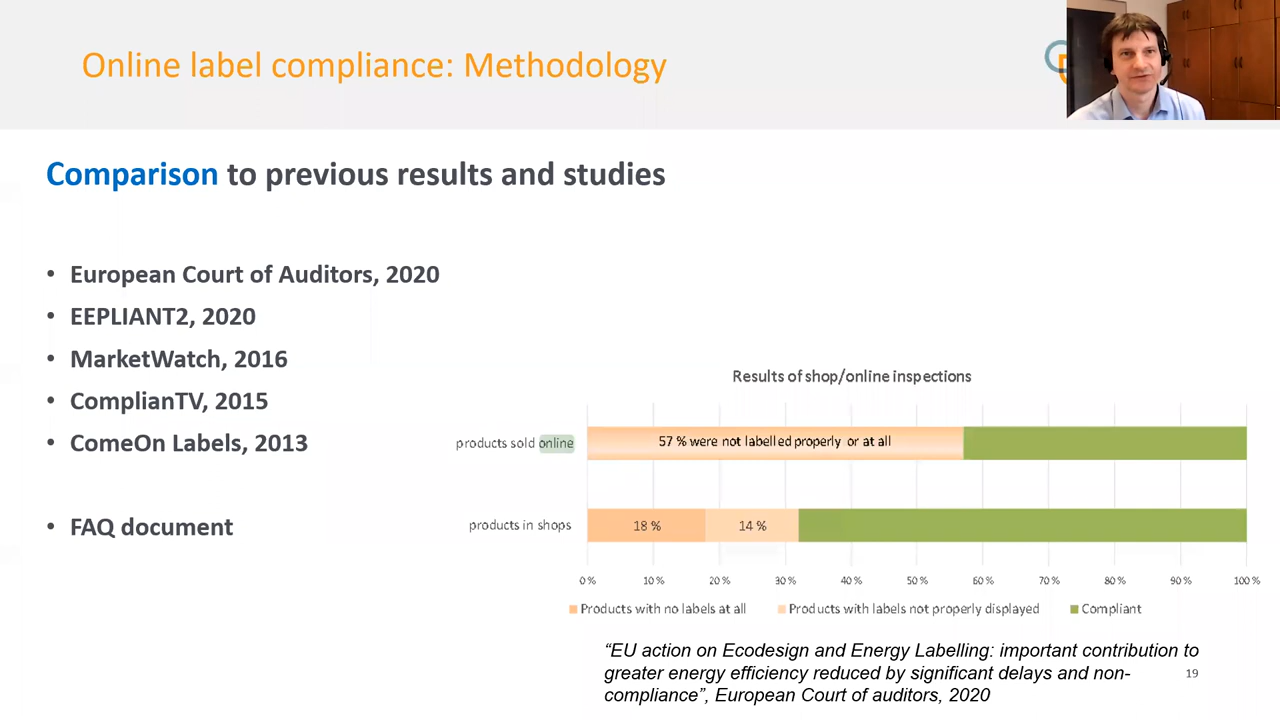 Online label compliance: Methodology
Comparison to previous results and studies
• European Court of Auditors, 2020
• EEPLIANT2, 2020
• MarketWatch, 2016
• ComplianTV, 2015
• ComeOn Labels, 2013
• FAQ document
Results of shop/online inspections
products sold online
57 % were not labelled properly or at all
products in shops
18 %
14 %
0 % 10 % 20 % 30 % 40 % 50 % 60 % 70 % 80 % 90 % 100 %
Products with no labels at all Products with labels not properly displayed Compliant
“EU action on Ecodesign and Energy Labelling: important contribution to
greater energy efficiency reduced by significant delays and non-
compliance”, European Court of auditors, 2020
19